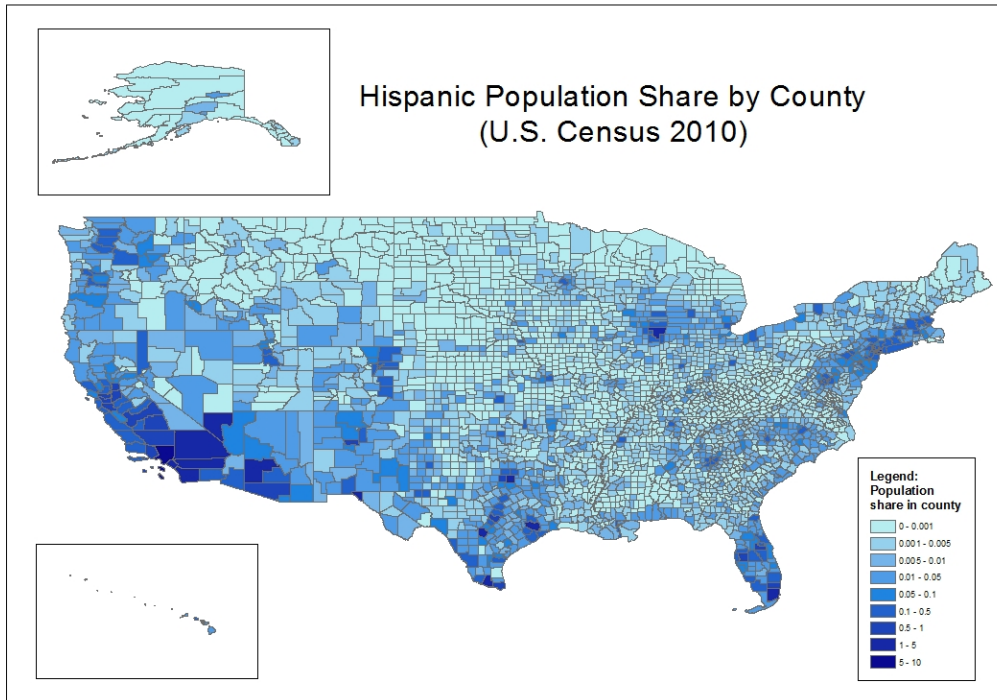 Hispanic Population Share by County
(U.S. Census 2010)
Legend:
Population
share in county
0 - 0.001
0.001 - 0.005
0.005 - 0.01
0.01 - 0.05
0.05 - 0.1
0.1 - 0.5
0.5 - 1
1 - 5
5 - 10